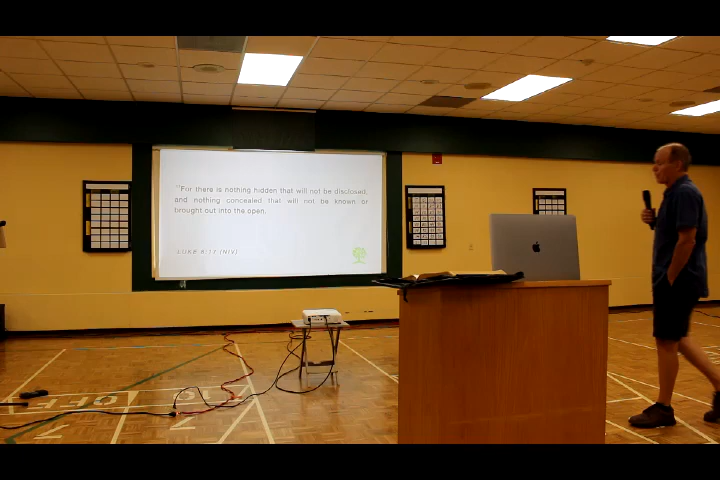 "For there is nothing hidden that will not be disclosed,
and nothing concealed that will not be known or
brought out into the open.
LUKE 8:17 (NIV)
OFF